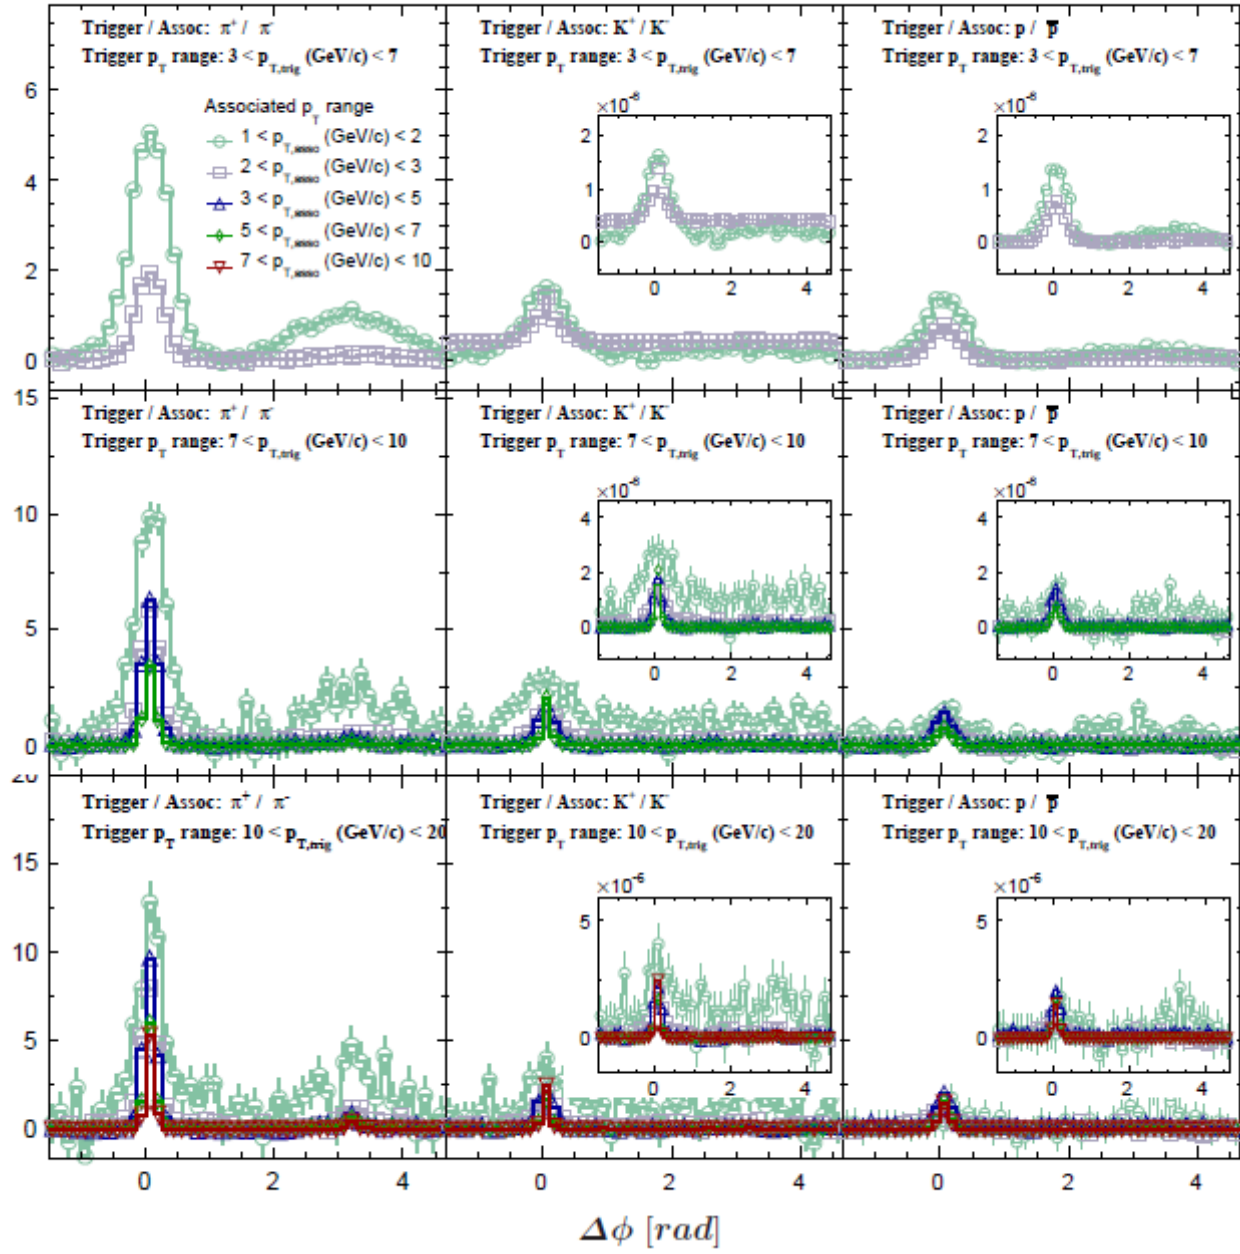 Trigger / Assoc: π⁺ / π⁻
Trigger p_T range: 3 < p_T,trig (GeV/c) < 7
Associated p_T range
1 < p_T,asso (GeV/c) < 2
2 < p_T,asso (GeV/c) < 3
3 < p_T,asso (GeV/c) < 5
5 < p_T,asso (GeV/c) < 7
7 < p_T,asso (GeV/c) < 10
6
4
2
0
Trigger / Assoc: K⁺ / K⁻
Trigger p_T range: 3 < p_T,trig (GeV/c) < 7
×10⁻⁶
2
1
0
0 2 4
Trigger / Assoc: p / p̅
Trigger p_T range: 3 < p_T,trig (GeV/c) < 7
×10⁻⁶
2
1
0
0 2 4
Trigger / Assoc: π⁺ / π⁻
Trigger p_T range: 7 < p_T,trig (GeV/c) < 10
15
10
5
0
Trigger / Assoc: K⁺ / K⁻
Trigger p_T range: 7 < p_T,trig (GeV/c) < 10
×10⁻⁶
4
2
0
0 2 4
Trigger / Assoc: p / p̅
Trigger p_T range: 7 < p_T,trig (GeV/c) < 10
×10⁻⁶
4
2
0
0 2 4
Trigger / Assoc: π⁺ / π⁻
Trigger p_T range: 10 < p_T,trig (GeV/c) < 20
20
15
10
5
0
Trigger / Assoc: K⁺ / K⁻
Trigger p_T range: 10 < p_T,trig (GeV/c) < 20
×10⁻⁶
5
0
0 2 4
Trigger / Assoc: p / p̅
Trigger p_T range: 10 < p_T,trig (GeV/c) < 20
×10⁻⁶
5
0
0 2 4
0 2 4 0 2 4 0 2 4
Δϕ [rad]